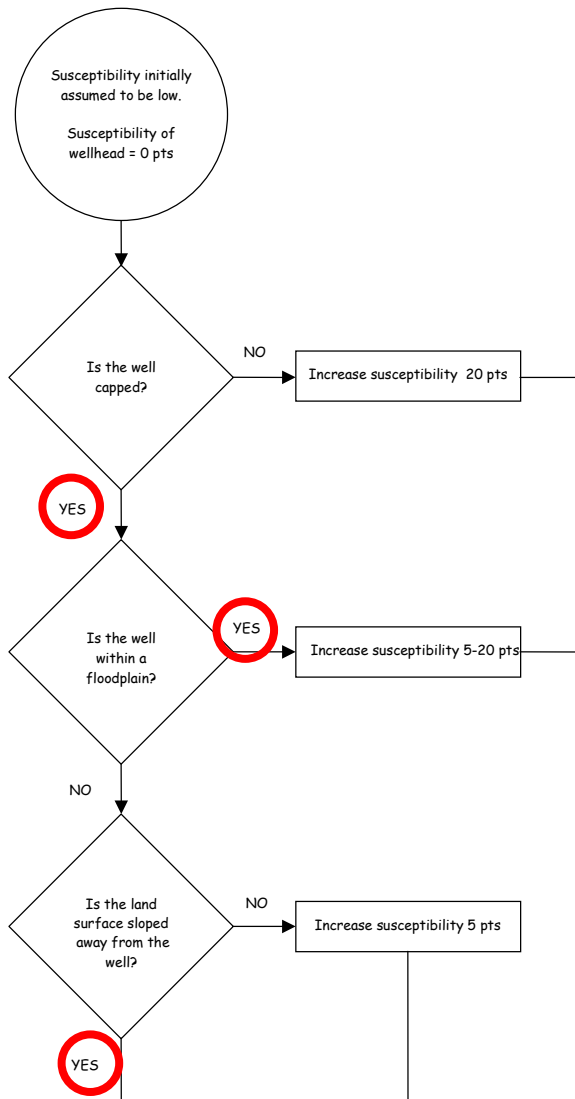 Susceptibility initially
assumed to be low.
Susceptibility of
wellhead = 0 pts
Is the well
capped?
NO
Increase susceptibility 20 pts
YES
Is the well
within a
floodplain?
YES
Increase susceptibility 5-20 pts
NO
Is the land
surface sloped
away from the
well?
NO
Increase susceptibility 5 pts
YES